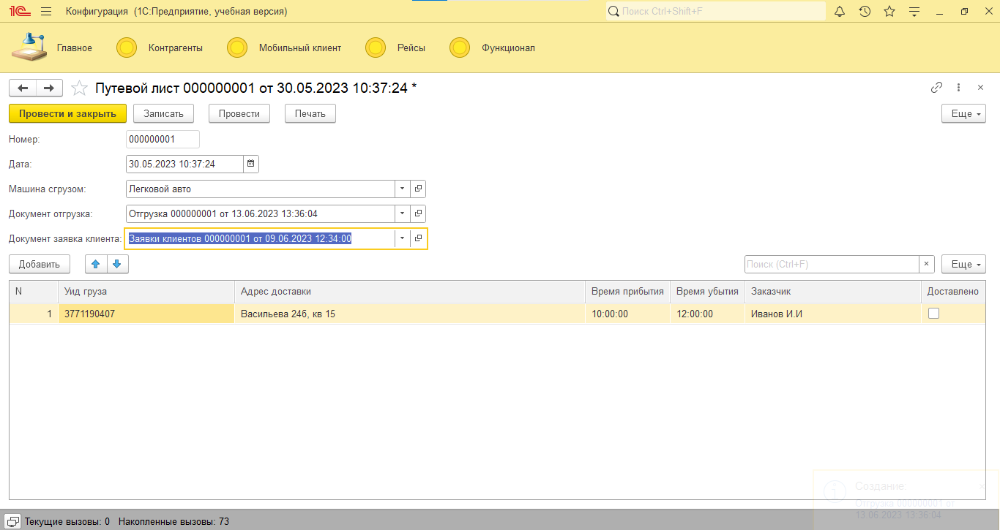 1С Конфигурация (1С:Предприятие, учебная версия) Поиск Ctrl+Shift+F
Главное Контрагенты Мобильный клиент Рейсы Функционал
Путевой лист 000000001 от 30.05.2023 10:37:24 *
Провести и закрыть Записать Провести Печать Еще
Номер: 000000001
Дата: 30.05.2023 10:37:24
Машина сгрузом: Легковой авто
Документ отгрузка: Отгрузка 000000001 от 13.06.2023 13:36:04
Документ заявка клиента: Заявки клиентов 000000001 от 09.06.2023 12:34:00
Добавить Поиск (Ctrl+F) × Еще
N Уид груза Адрес доставки Время прибытия Время убытия Заказчик Доставлено
1 3771190407 Васильева 24б, кв 15 10:00:00 12:00:00 Иванов И.И
Создание:
Отгрузка 000000001 от
13.06.2023 13:36:04
Текущие вызовы: 0 Накопленные вызовы: 73